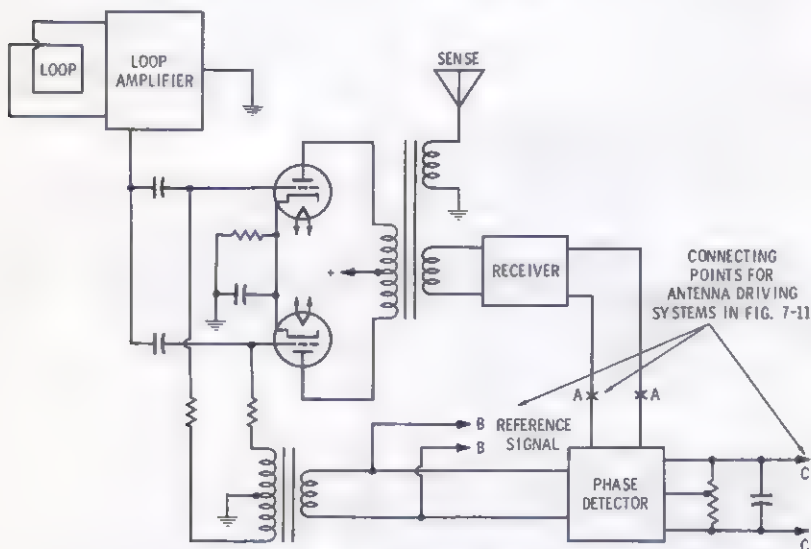 LOOP
LOOP
AMPLIFIER
SENSE
+
RECEIVER
CONNECTING
POINTS FOR
ANTENNA DRIVING
SYSTEMS IN FIG. 7-11
A
A
B
REFERENCE
SIGNAL
B
PHASE
DETECTOR
C
C